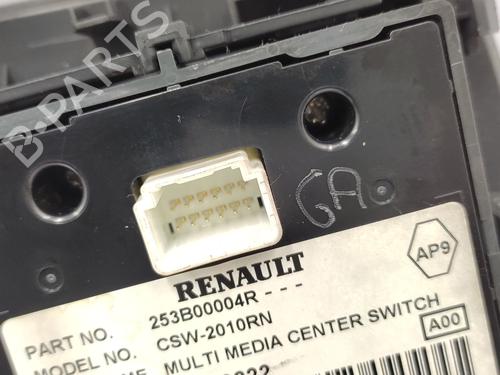 B-PARTS
GA
RENAULT
AP9
PART NO. 253B00004R - - -
MODEL NO. CSW-2010RN
MULTI MEDIA CENTER SWITCH
A00